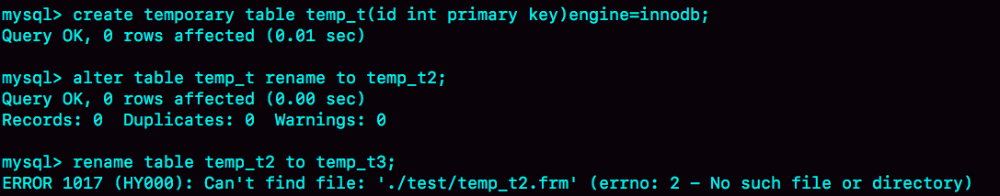 mysql> create temporary table temp_t(id int primary key)engine=innodb;
Query OK, 0 rows affected (0.01 sec)
mysql> alter table temp_t rename to temp_t2;
Query OK, 0 rows affected (0.00 sec)
Records: 0  Duplicates: 0  Warnings: 0
mysql> rename table temp_t2 to temp_t3;
ERROR 1017 (HY000): Can't find file: './test/temp_t2.frm' (errno: 2 - No such file or directory)